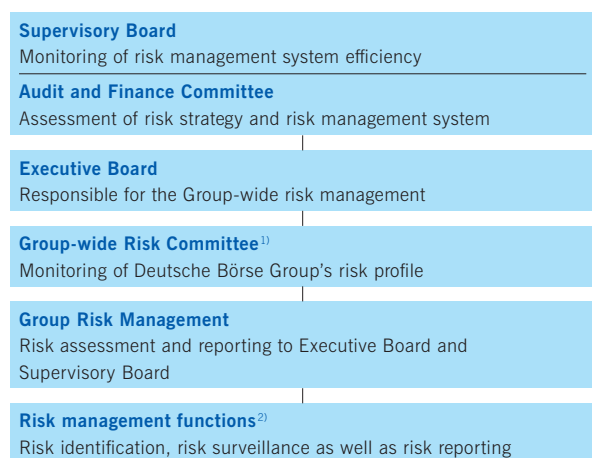 Supervisory Board
Monitoring of risk management system efficiency
Audit and Finance Committee
Assessment of risk strategy and risk management system
Executive Board
Responsible for the Group-wide risk management
Group-wide Risk Committee1)
Monitoring of Deutsche Börse Group's risk profile
Group Risk Management
Risk assessment and reporting to Executive Board and
Supervisory Board
Risk management functions2)
Risk identification, risk surveillance as well as risk reporting